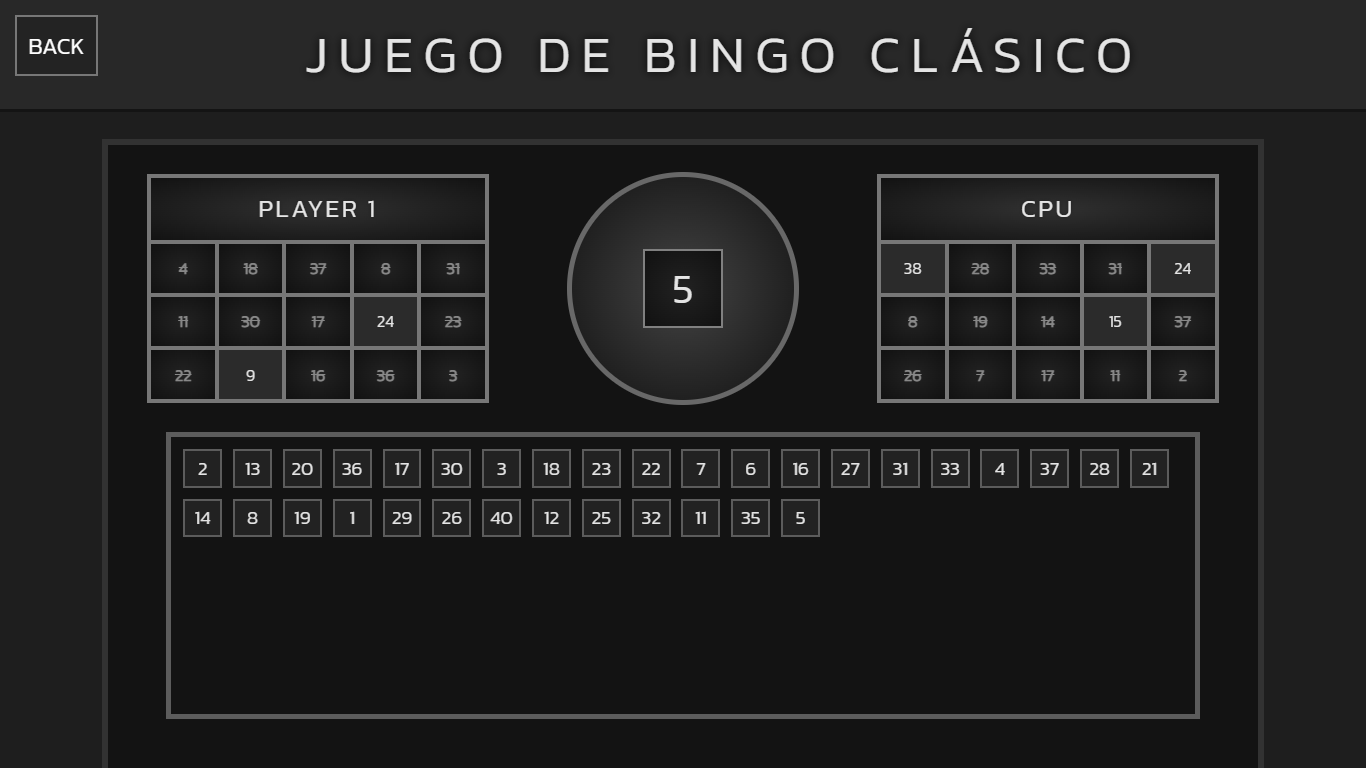 BACK
JUEGO DE BINGO CLÁSICO
PLAYER 1
4 18 37 8 31
11 30 17 24 23
22 9 16 36 3
5
CPU
38 28 33 31 24
8 19 14 15 37
26 7 17 11 2
2 13 20 36 17 30 3 18 23 22 7 6 16 27 31 33 4 37 28 21
14 8 19 1 29 26 40 12 25 32 11 35 5